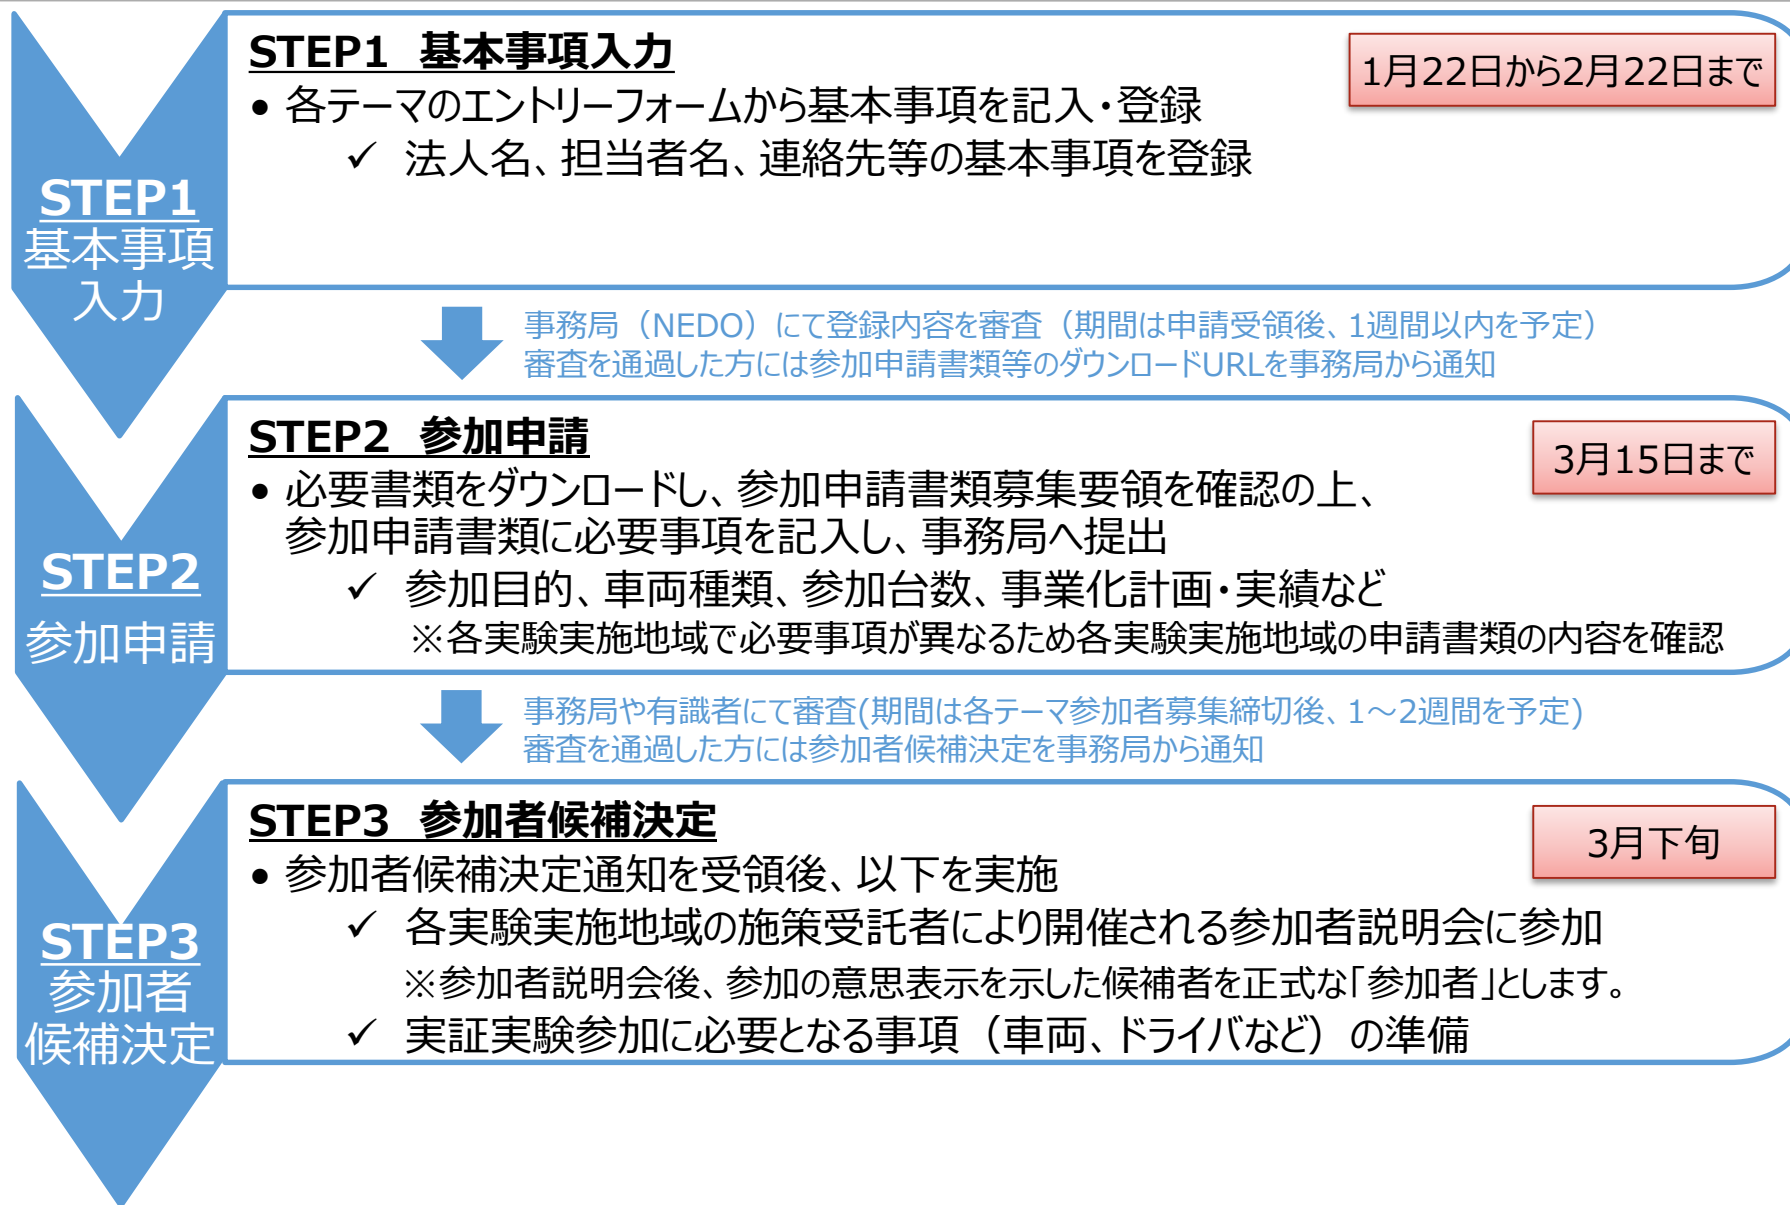 STEP1
基本事項
入力
STEP1 基本事項入力
1月22日から2月22日まで
• 各テーマのエントリーフォームから基本事項を記入・登録
✓ 法人名、担当者名、連絡先等の基本事項を登録
事務局（NEDO）にて登録内容を審査（期間は申請受領後、1週間以内を予定）
審査を通過した方には参加申請書類等のダウンロードURLを事務局から通知
STEP2
参加申請
STEP2 参加申請
3月15日まで
• 必要書類をダウンロードし、参加申請書類募集要領を確認の上、
参加申請書類に必要事項を記入し、事務局へ提出
✓ 参加目的、車両種類、参加台数、事業化計画・実績など
※各実験実施地域で必要事項が異なるため各実験実施地域の申請書類の内容を確認
事務局や有識者にて審査(期間は各テーマ参加者募集締切後、1～2週間を予定)
審査を通過した方には参加者候補決定を事務局から通知
STEP3
参加者
候補決定
STEP3 参加者候補決定
3月下旬
• 参加者候補決定通知を受領後、以下を実施
✓ 各実験実施地域の施策受託者により開催される参加者説明会に参加
※参加者説明会後、参加の意思表示を示した候補者を正式な「参加者」とします。
✓ 実証実験参加に必要となる事項（車両、ドライバなど）の準備